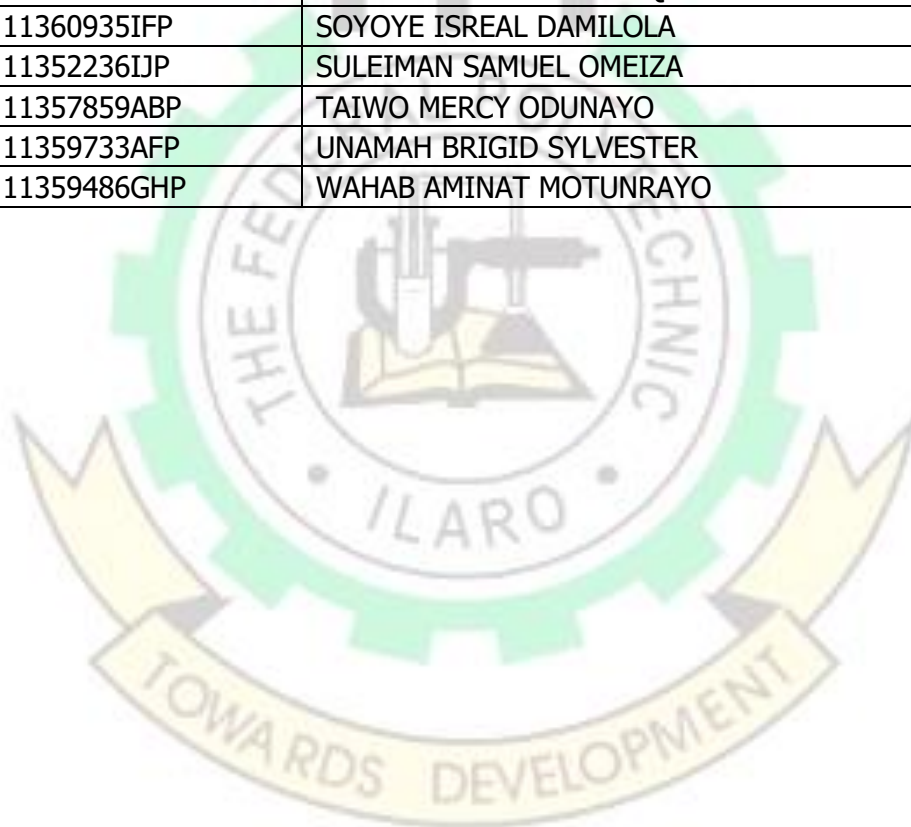 11360935IFP SOYOYE ISREAL DAMILOLA
11352236IJP SULEIMAN SAMUEL OMEIZA
11357859ABP TAIWO MERCY ODUNAYO
11359733AFP UNAMAH BRIGID SYLVESTER
11359486GHP WAHAB AMINAT MOTUNRAYO
THE FEDERAL POLYTECHNIC
ILARO
TOWARDS DEVELOPMENT